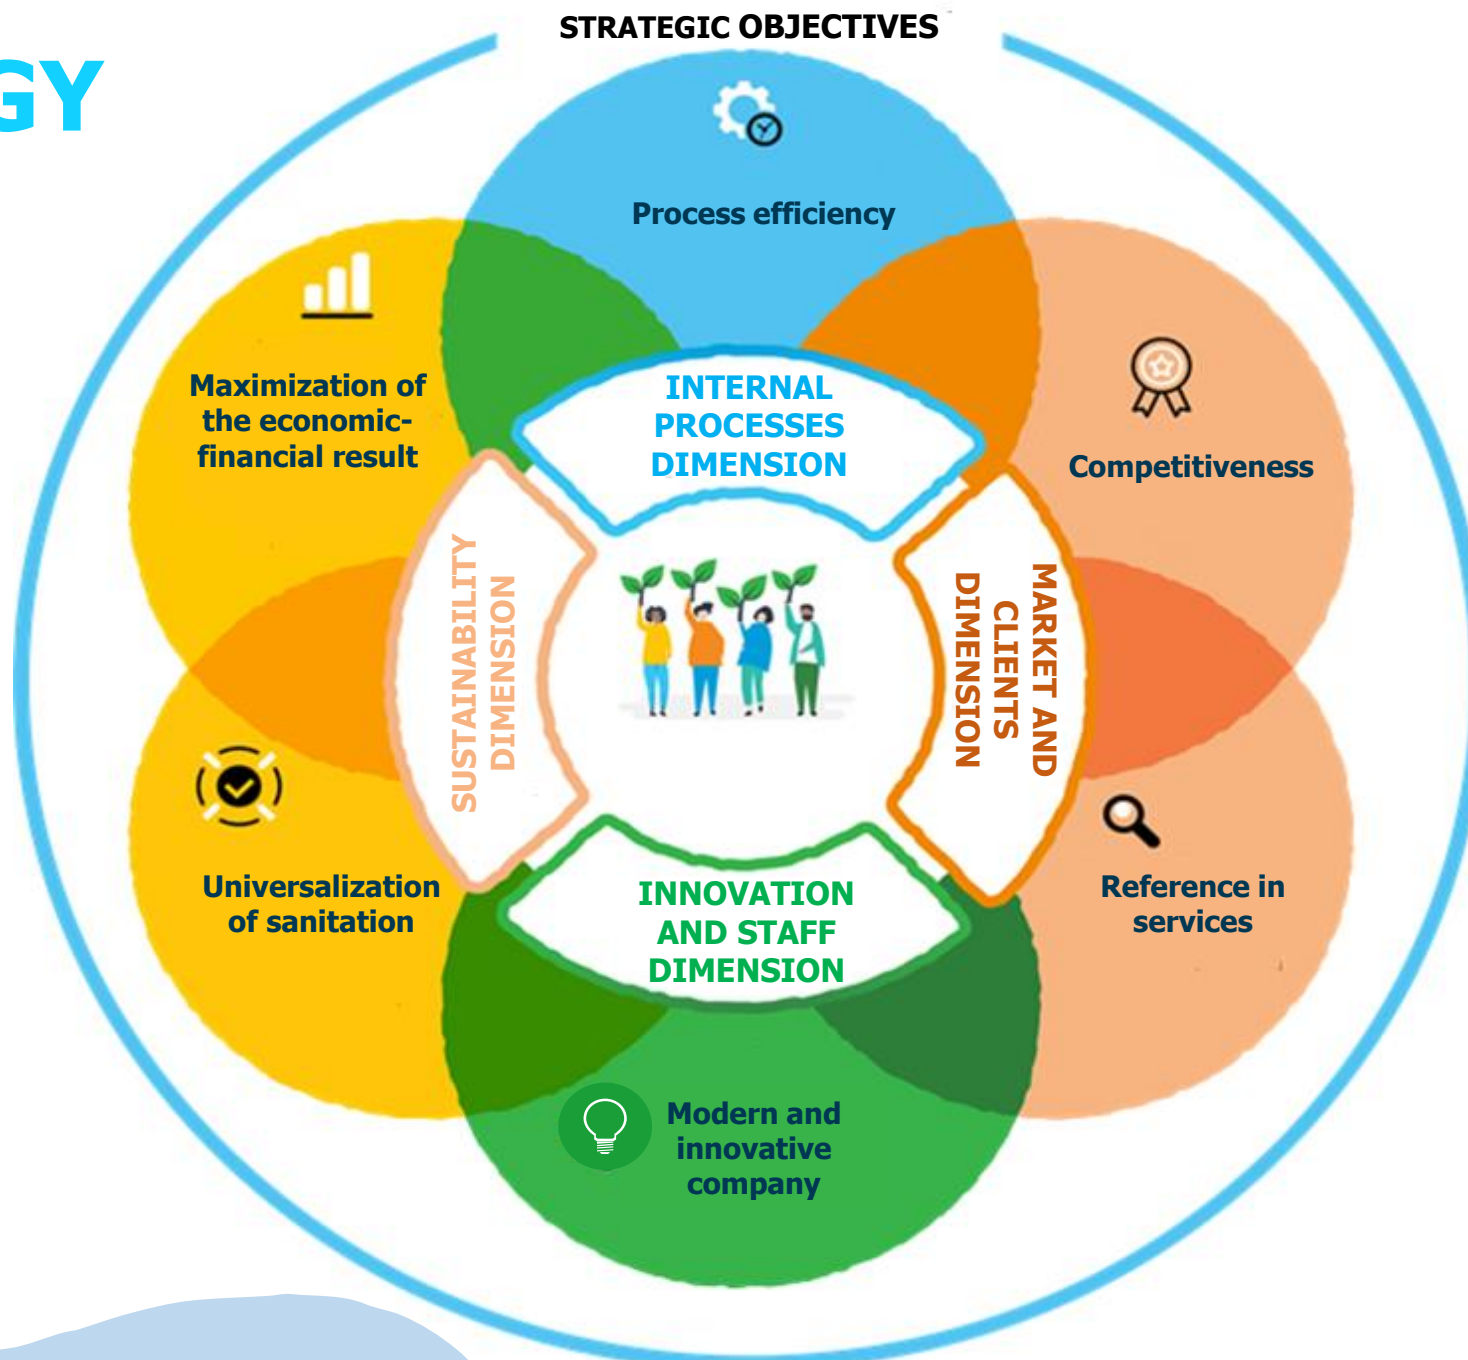 STRATEGIC OBJECTIVES
GY
Process efficiency
Maximization of
the economic-
financial result
INTERNAL
PROCESSES
DIMENSION
Competitiveness
SUSTAINABILITY
DIMENSION
MARKET AND
CLIENTS
DIMENSION
Universalization
of sanitation
INNOVATION
AND STAFF
DIMENSION
Reference in
services
Modern and
innovative
company